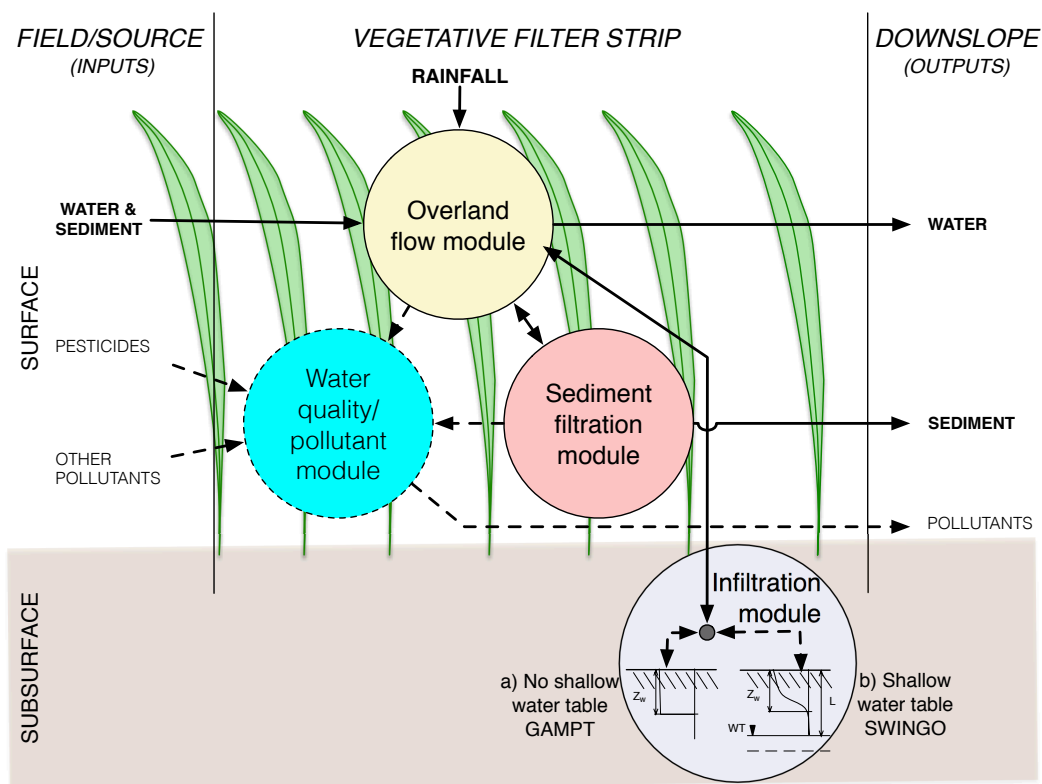 FIELD/SOURCE
(INPUTS)
VEGETATIVE FILTER STRIP
DOWNSLOPE
(OUTPUTS)
RAINFALL
WATER &
SEDIMENT
Overland
flow module
WATER
SURFACE
PESTICIDES
OTHER
POLLUTANTS
Water
quality/
pollutant
module
Sediment
filtration
module
SEDIMENT
POLLUTANTS
SUBSURFACE
Infiltration
module
a) No shallow
water table
GAMPT
Zw
Zw
L
WT
b) Shallow
water table
SWINGO